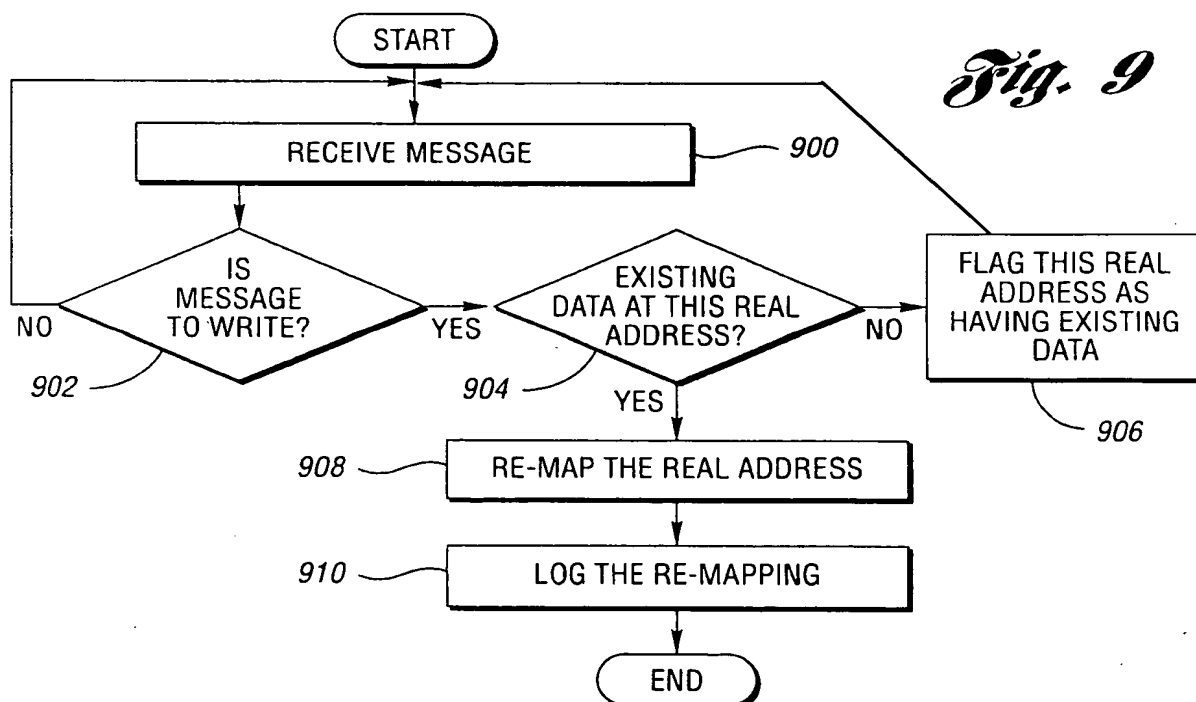 START
Fig. 9
RECEIVE MESSAGE
900
IS
MESSAGE
TO WRITE?
NO
YES
902
EXISTING
DATA AT THIS REAL
ADDRESS?
NO
YES
904
FLAG THIS REAL
ADDRESS AS
HAVING EXISTING
DATA
906
908
RE-MAP THE REAL ADDRESS
910
LOG THE RE-MAPPING
END